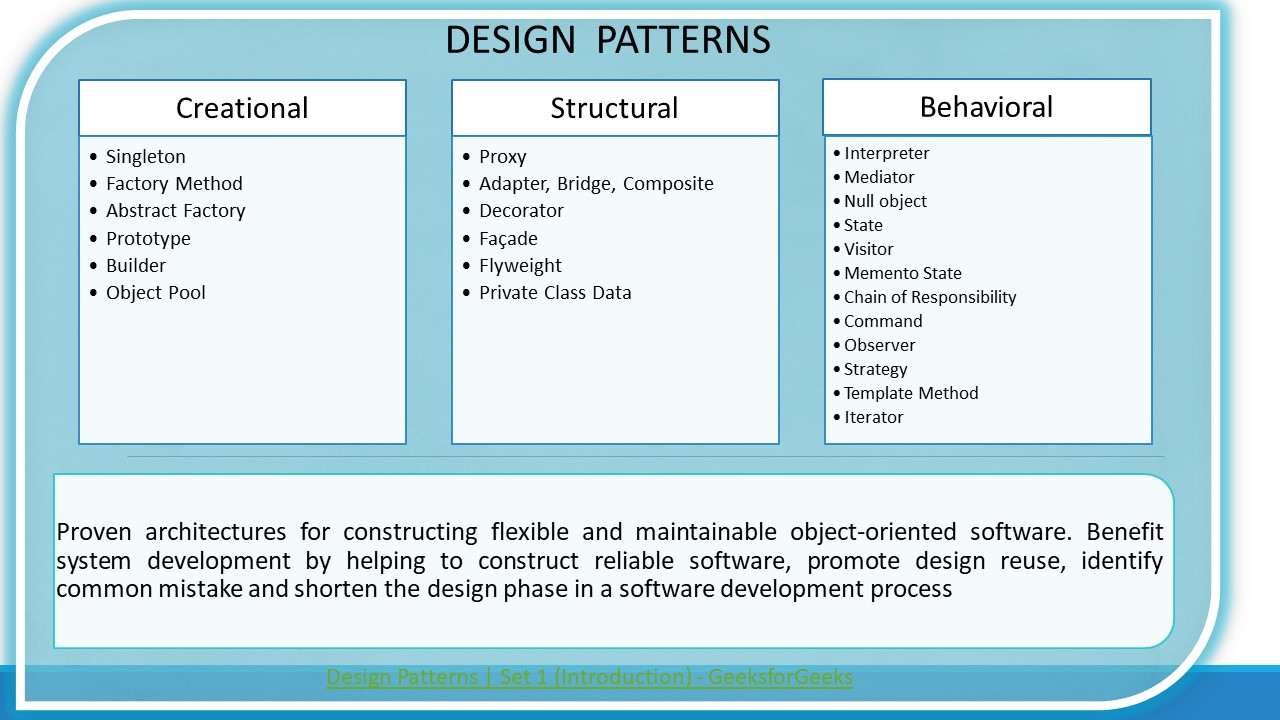 DESIGN PATTERNS
Creational
• Singleton
• Factory Method
• Abstract Factory
• Prototype
• Builder
• Object Pool
Structural
• Proxy
• Adapter, Bridge, Composite
• Decorator
• Façade
• Flyweight
• Private Class Data
Behavioral
• Interpreter
• Mediator
• Null object
• State
• Visitor
• Memento State
• Chain of Responsibility
• Command
• Observer
• Strategy
• Template Method
• Iterator
Proven architectures for constructing flexible and maintainable object-oriented software. Benefit
system development by helping to construct reliable software, promote design reuse, identify
common mistake and shorten the design phase in a software development process
Design Patterns | Set 1 (Introduction) - GeeksforGeeks